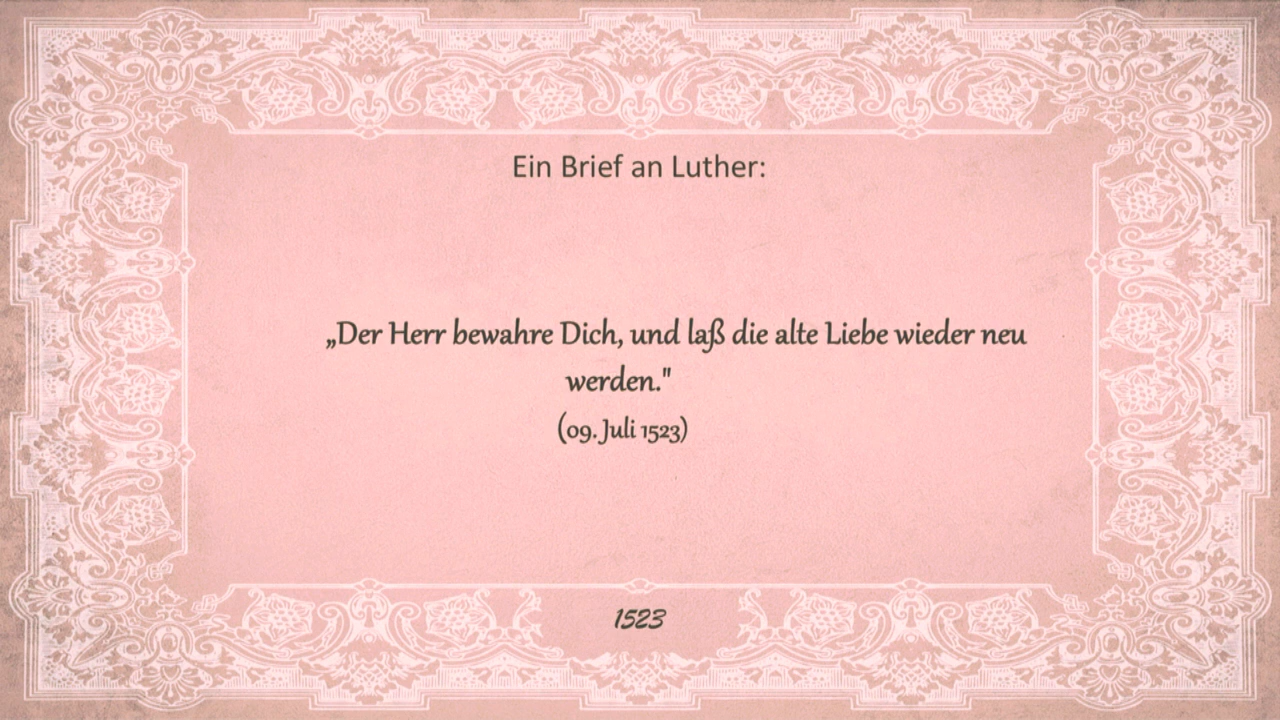 Ein Brief an Luther:
„Der Herr bewahre Dich, und laß die alte Liebe wieder neu
werden."
(09. Juli 1523)
1523